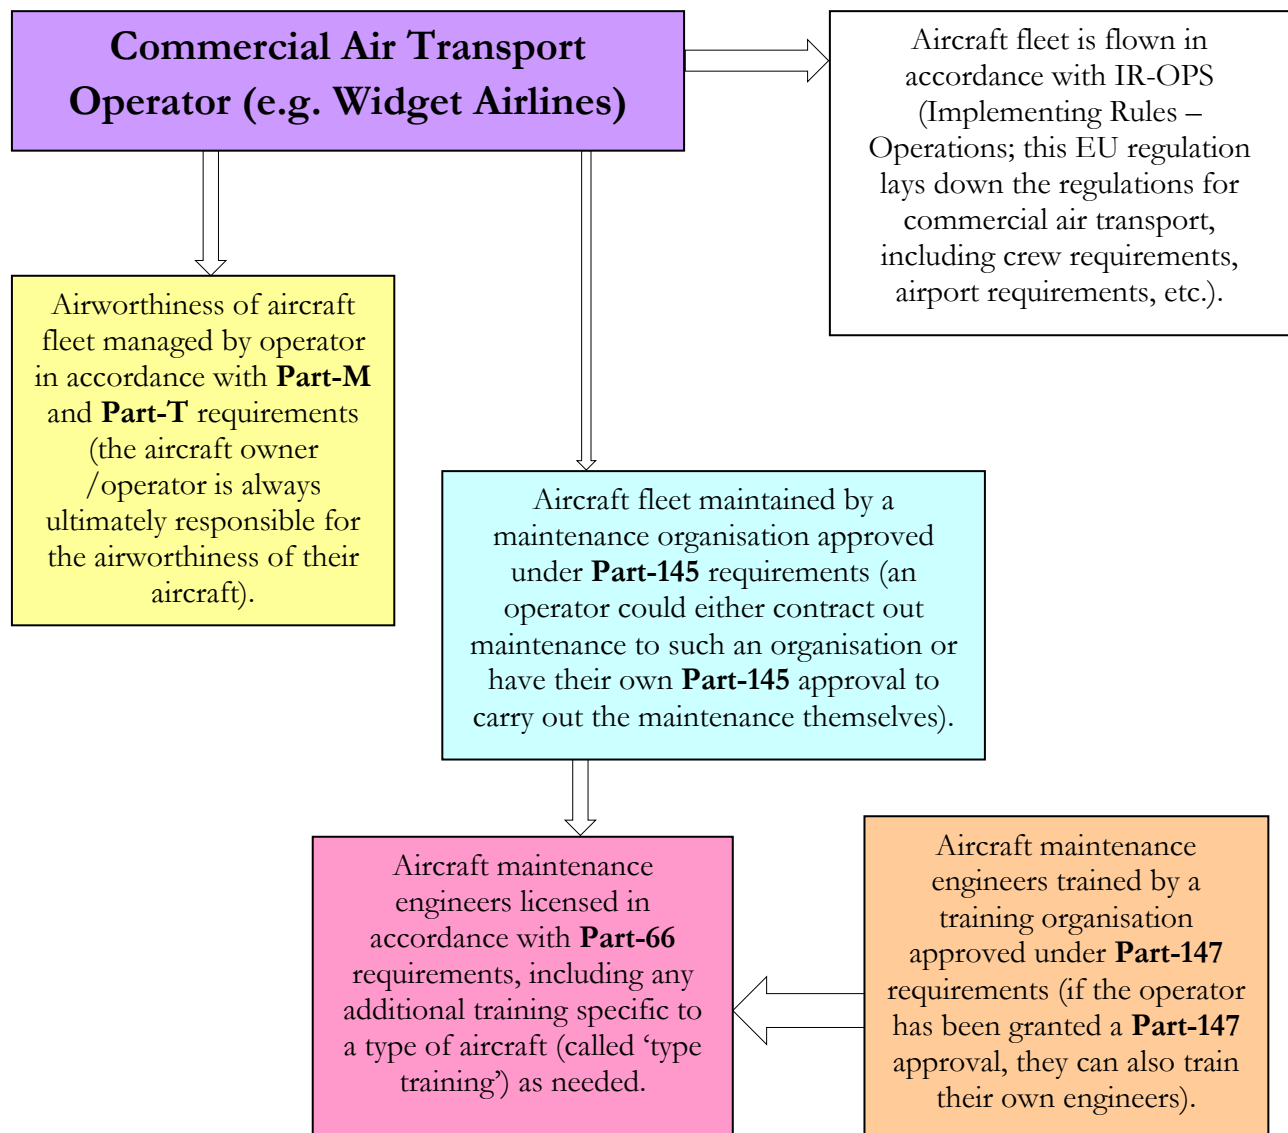 Commercial Air Transport
Operator (e.g. Widget Airlines)
Aircraft fleet is flown in
accordance with IR-OPS
(Implementing Rules –
Operations; this EU regulation
lays down the regulations for
commercial air transport,
including crew requirements,
airport requirements, etc.).
Airworthiness of aircraft
fleet managed by operator
in accordance with Part-M
and Part-T requirements
(the aircraft owner
/operator is always
ultimately responsible for
the airworthiness of their
aircraft).
Aircraft fleet maintained by a
maintenance organisation approved
under Part-145 requirements (an
operator could either contract out
maintenance to such an organisation or
have their own Part-145 approval to
carry out the maintenance themselves).
Aircraft maintenance
engineers licensed in
accordance with Part-66
requirements, including any
additional training specific to
a type of aircraft (called ‘type
training’) as needed.
Aircraft maintenance
engineers trained by a
training organisation
approved under Part-147
requirements (if the operator
has been granted a Part-147
approval, they can also train
their own engineers).